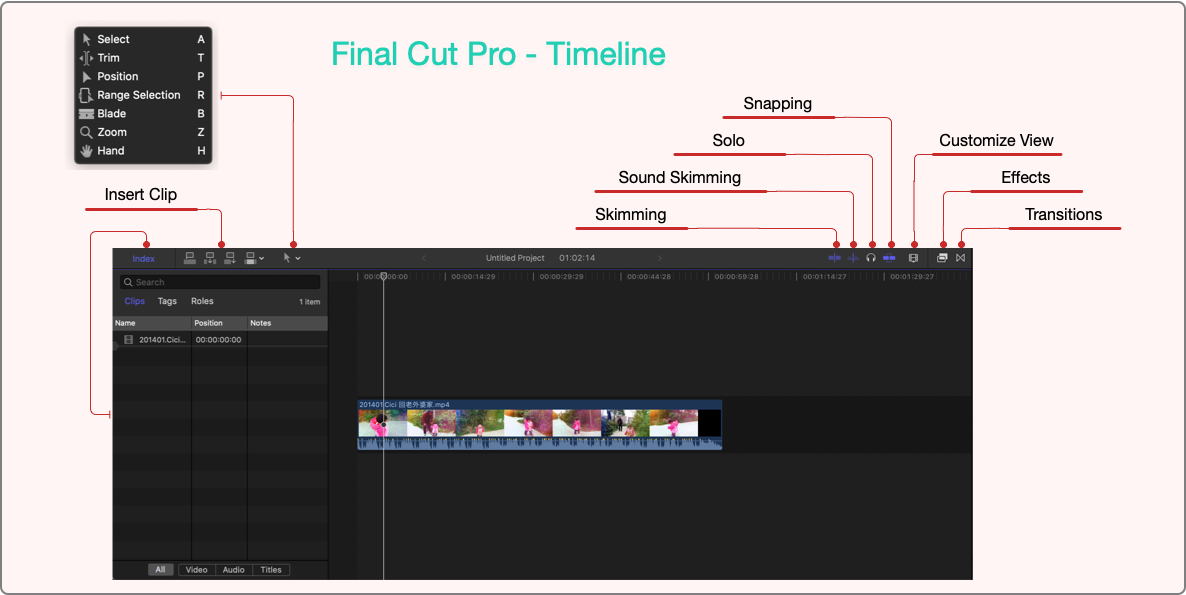 Final Cut Pro - Timeline
Select A
Trim T
Position P
Range Selection R
Blade B
Zoom Z
Hand H
Snapping
Solo
Customize View
Sound Skimming
Effects
Insert Clip
Skimming
Transitions
Index
Untitled Project 01:02:14
Search
Clips Tags Roles 1 item
Name Position Notes
201401.Cici... 00:00:00:00
00:00:00:00 00:00:14:29 00:00:29:29 00:00:44:28 00:00:59:28 00:01:14:27 00:01:29:27
201401.Cici 回老外婆家.mp4
All Video Audio Titles